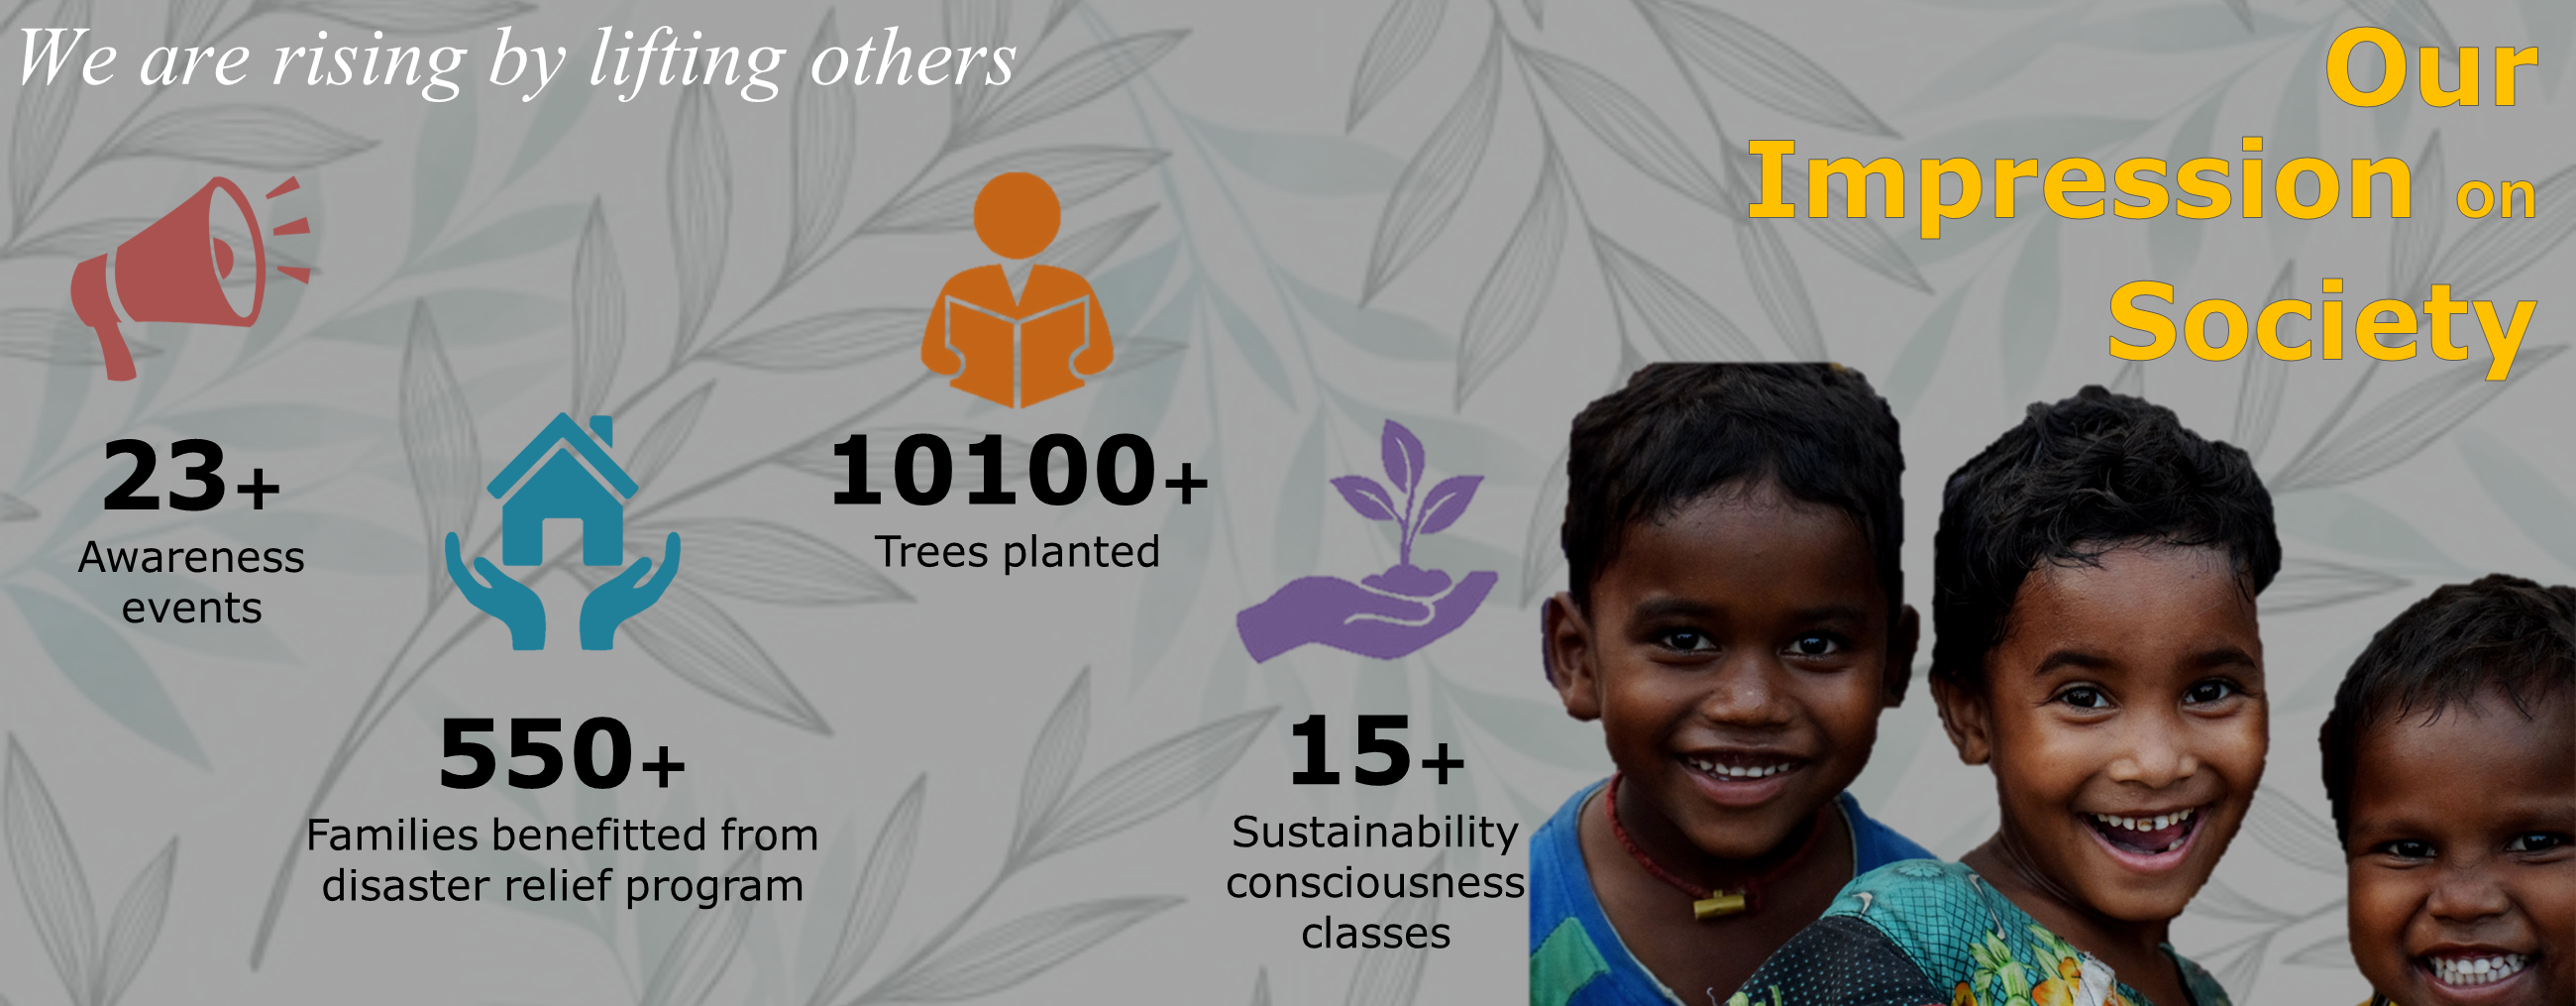 We are rising by lifting others
Our
Impression on
Society
23+
Awareness
events
550+
Families benefitted from
disaster relief program
10100+
Trees planted
15+
Sustainability
consciousness
classes